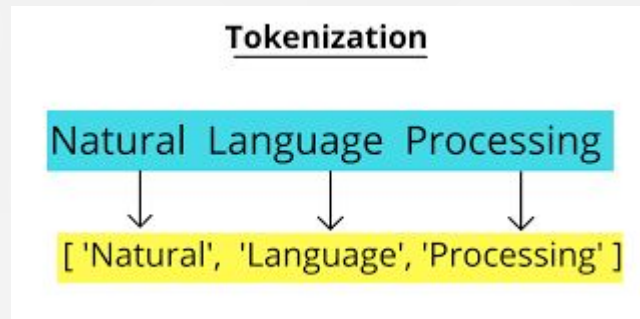 Tokenization
Natural Language Processing
[ 'Natural', 'Language', 'Processing' ]